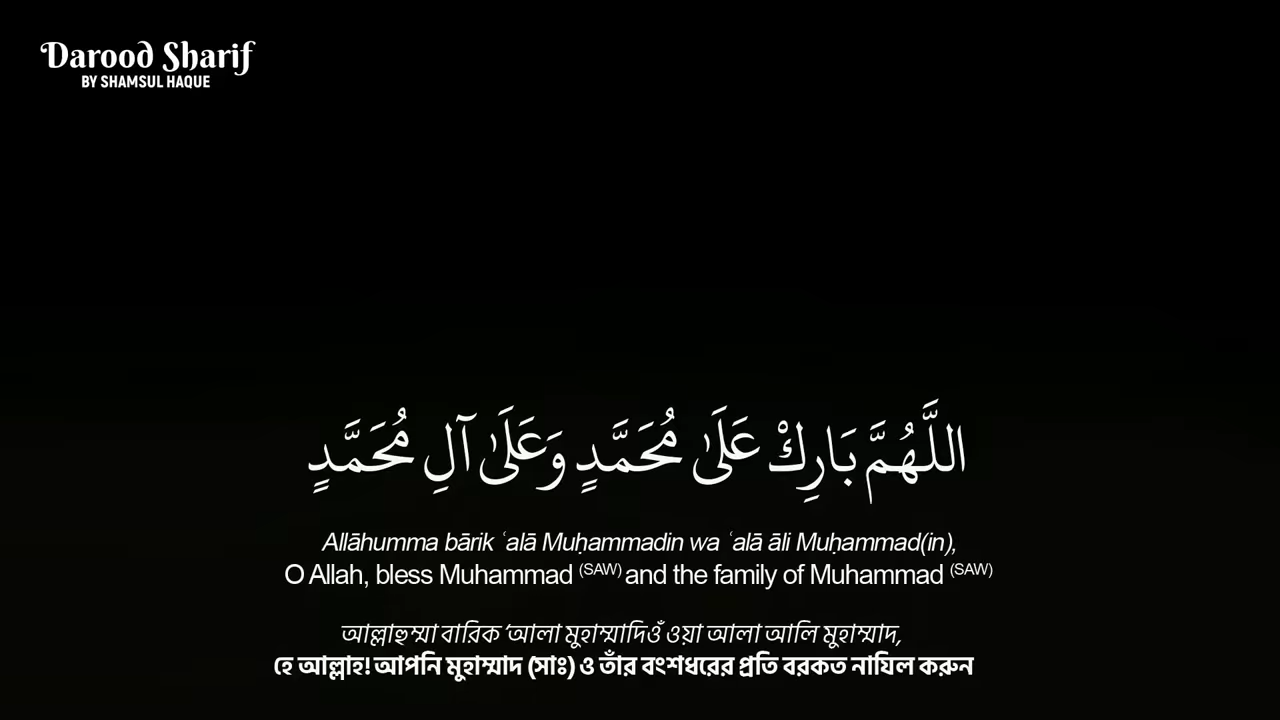 Darood Sharif
BY SHAMSUL HAQUE
اللَّهُمَّ بَارِكْ عَلَىٰ مُحَمَّدٍ وَعَلَىٰ آلِ مُحَمَّدٍ
Allāhumma bārik ʿalā Muḥammadin wa ʿalā āli Muḥammad(in),
O Allah, bless Muhammad (SAW) and the family of Muhammad (SAW)
আল্লাহুম্মা বারিক ‘আলা মুহাম্মাদিওঁ ওয়া আলা আলি মুহাম্মাদ,
হে আল্লাহ! আপনি মুহাম্মাদ (সাঃ) ও তাঁর বংশধরের প্রতি বরকত নাযিল করুন